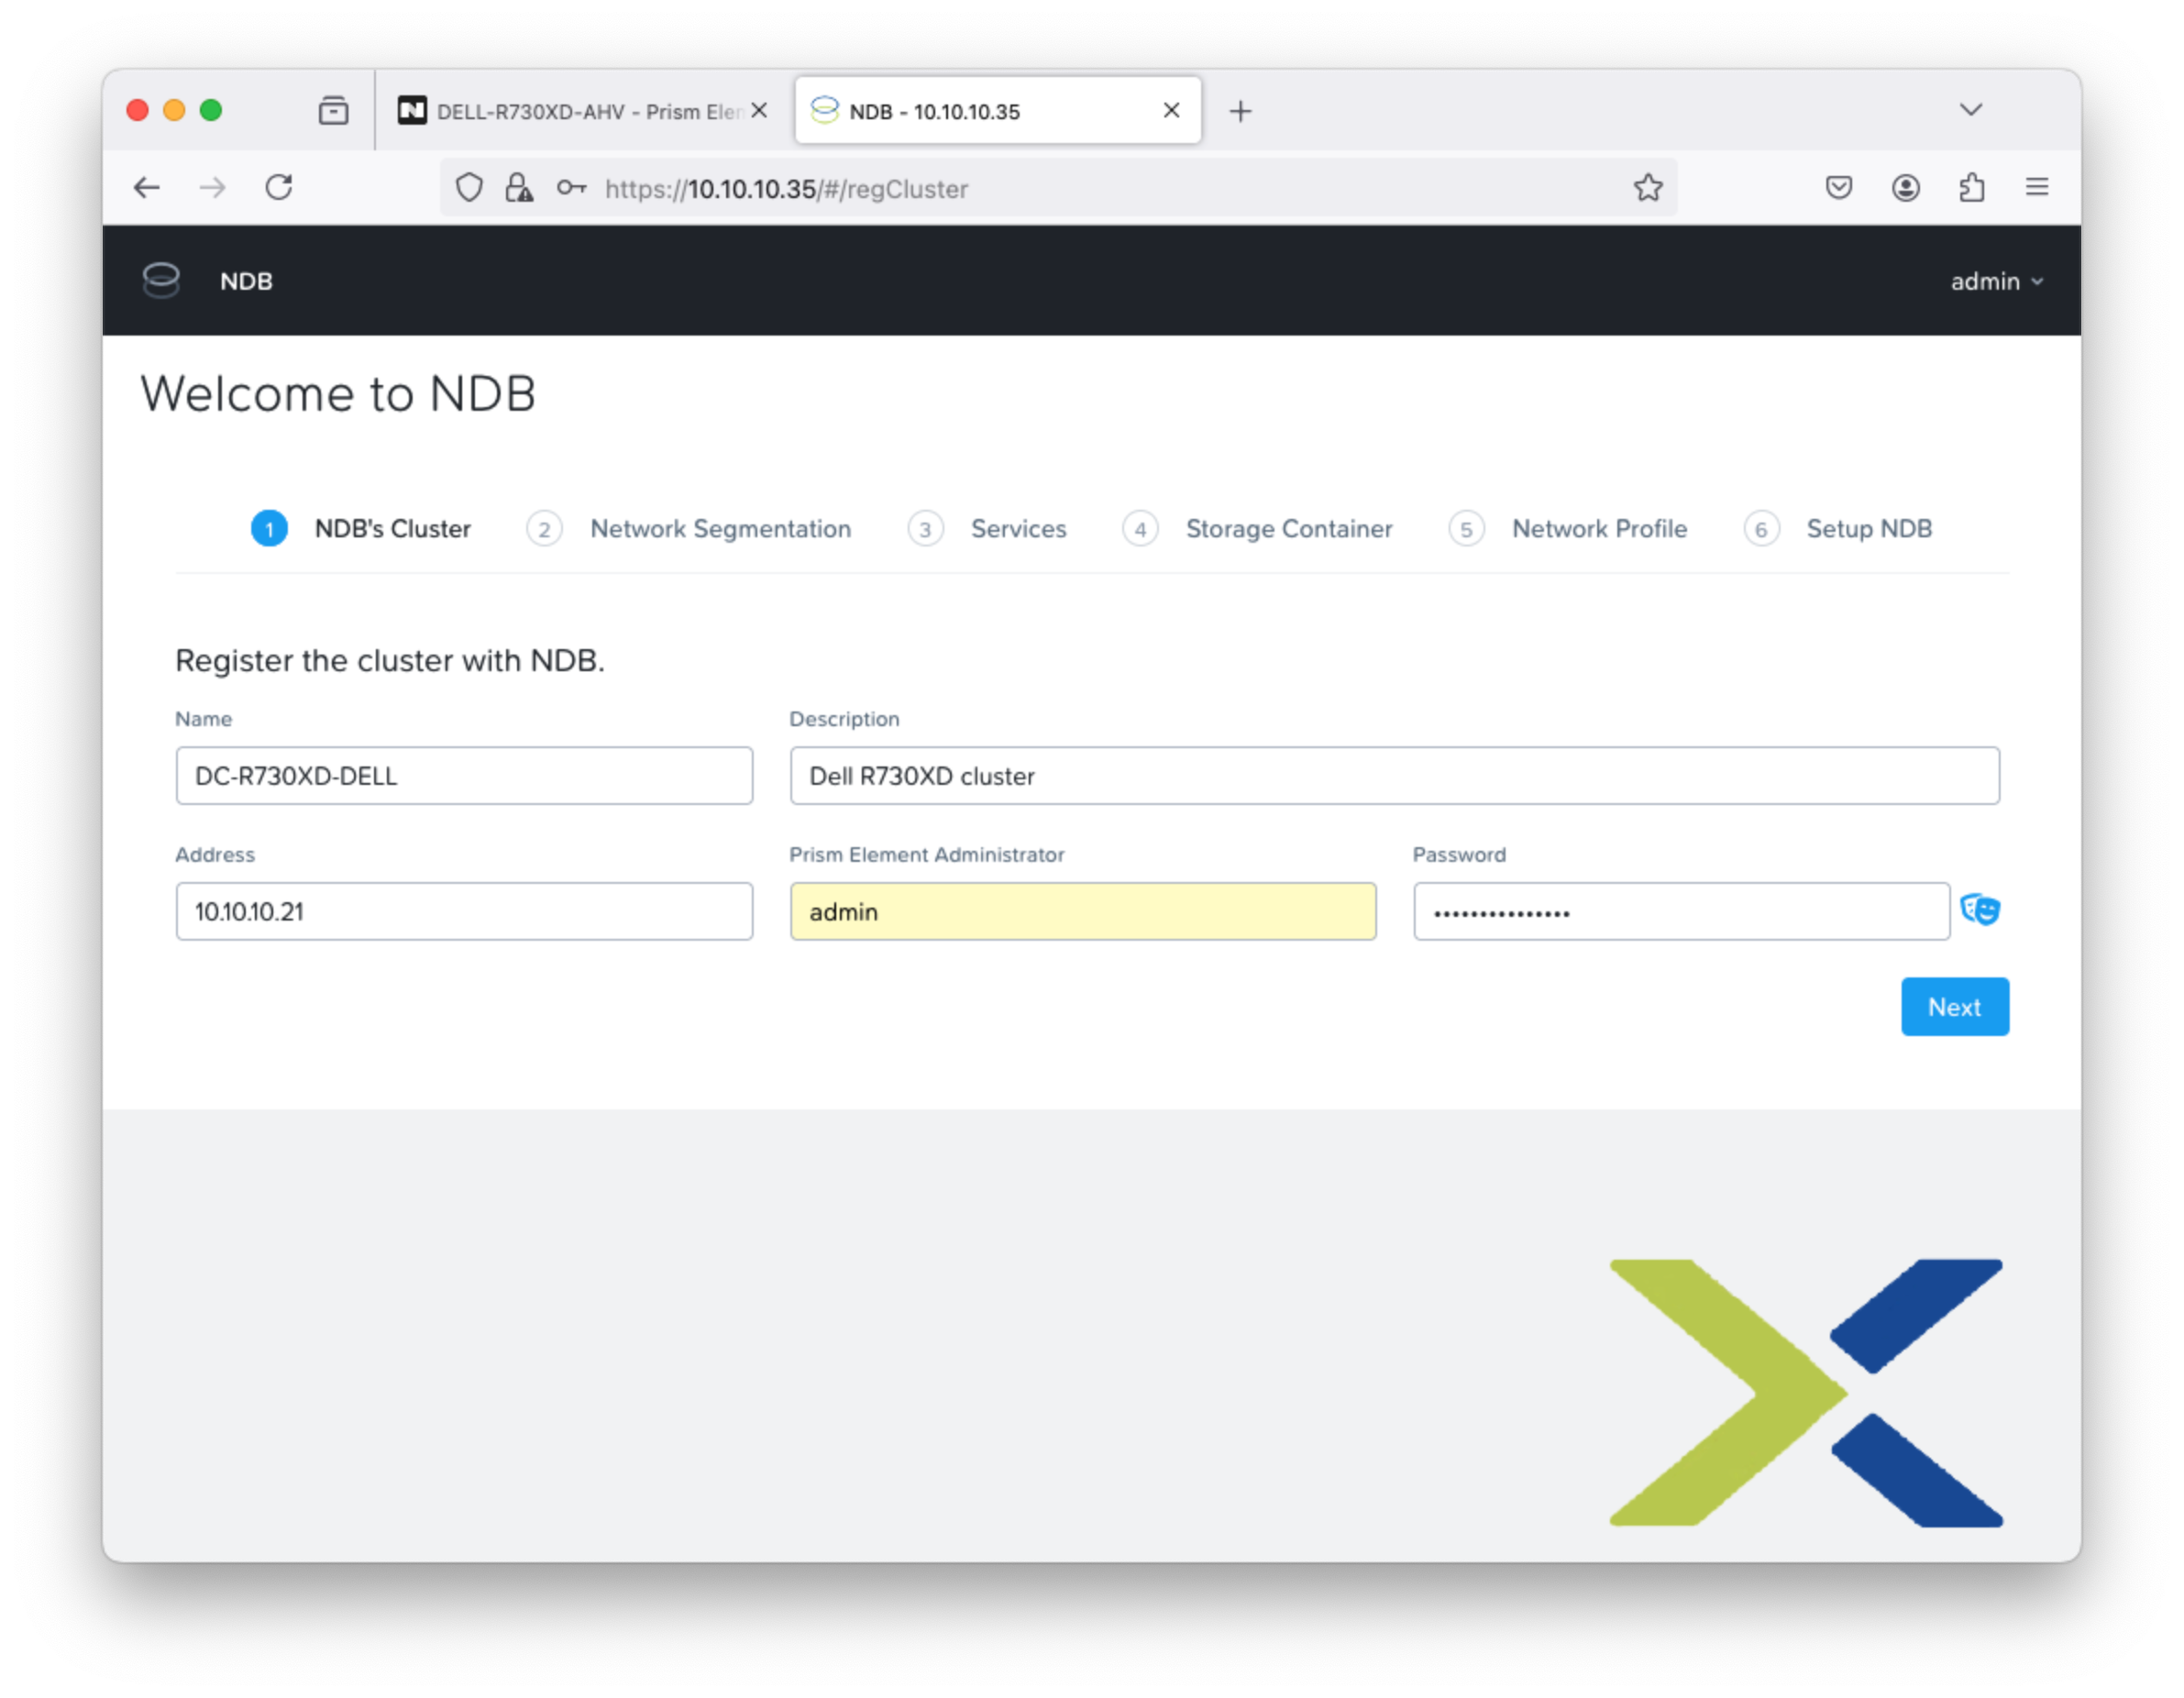 DELL-R730XD-AHV - Prism Elem
NDB - 10.10.10.35
https://10.10.10.35/#/regCluster
NDB
admin
Welcome to NDB
1 NDB's Cluster 2 Network Segmentation 3 Services 4 Storage Container 5 Network Profile 6 Setup NDB
Register the cluster with NDB.
Name Description
DC-R730XD-DELL Dell R730XD cluster
Address Prism Element Administrator Password
10.10.10.21 admin •••••••••••••••
Next